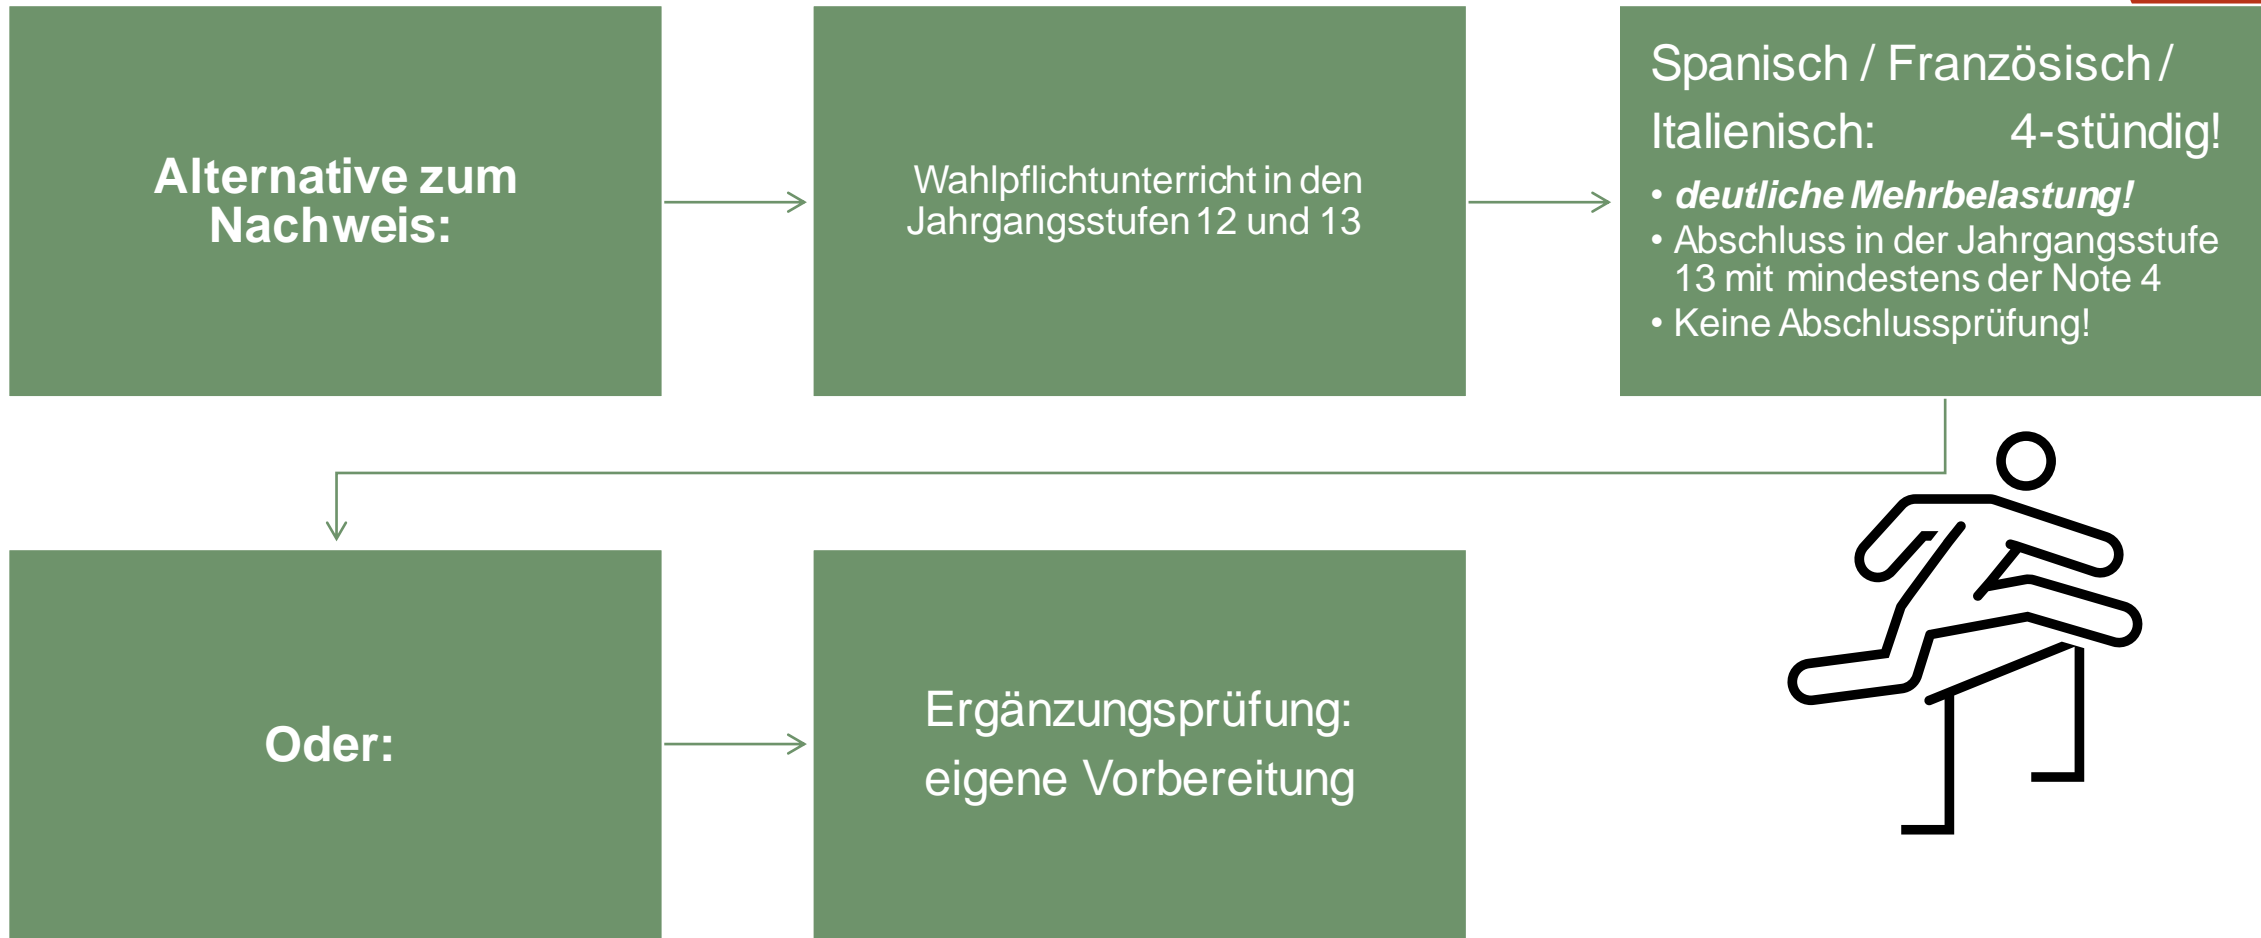 Alternative zum
Nachweis:
Wahlpflichtunterricht in den
Jahrgangsstufen 12 und 13
Spanisch / Französisch /
Italienisch: 4-stündig!
• deutliche Mehrbelastung!
• Abschluss in der Jahrgangsstufe
13 mit mindestens der Note 4
• Keine Abschlussprüfung!
Oder:
Ergänzungsprüfung:
eigene Vorbereitung